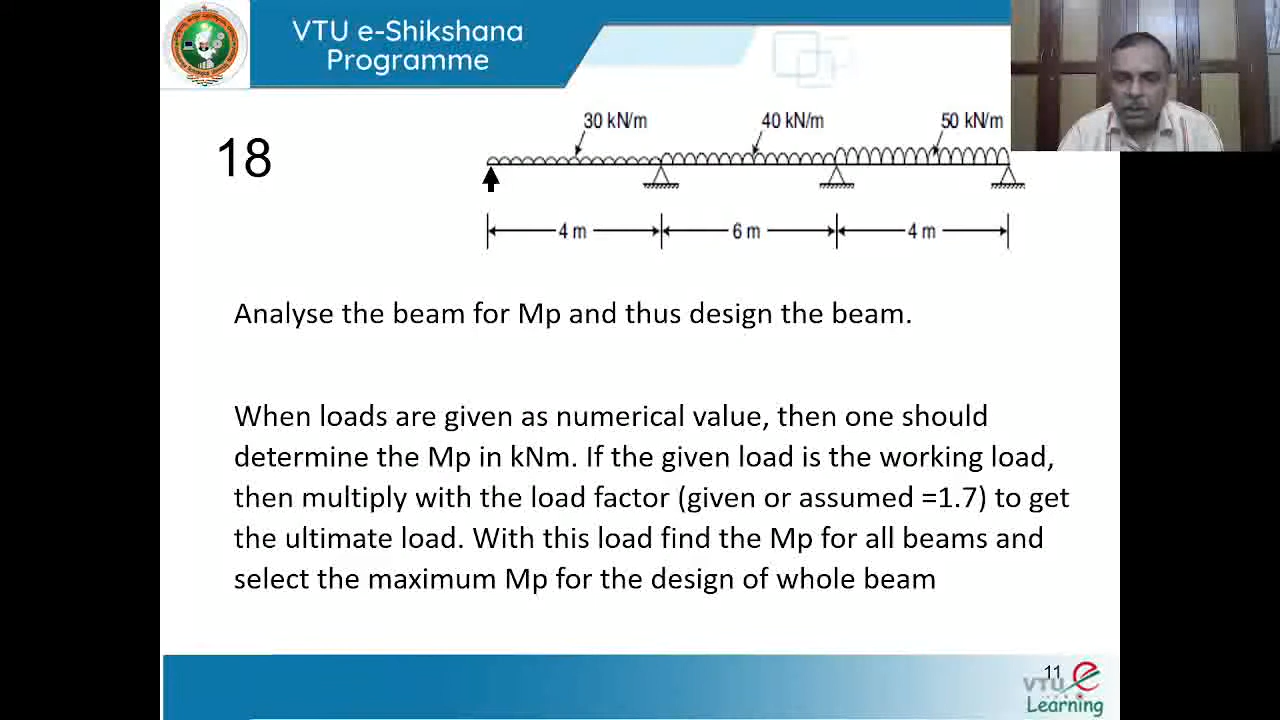 VTU e-Shikshana
Programme
18
30 kN/m
40 kN/m
50 kN/m
4 m
6 m
4 m
Analyse the beam for Mp and thus design the beam.
When loads are given as numerical value, then one should
determine the Mp in kNm. If the given load is the working load,
then multiply with the load factor (given or assumed =1.7) to get
the ultimate load. With this load find the Mp for all beams and
select the maximum Mp for the design of whole beam
11
VTU e
Learning